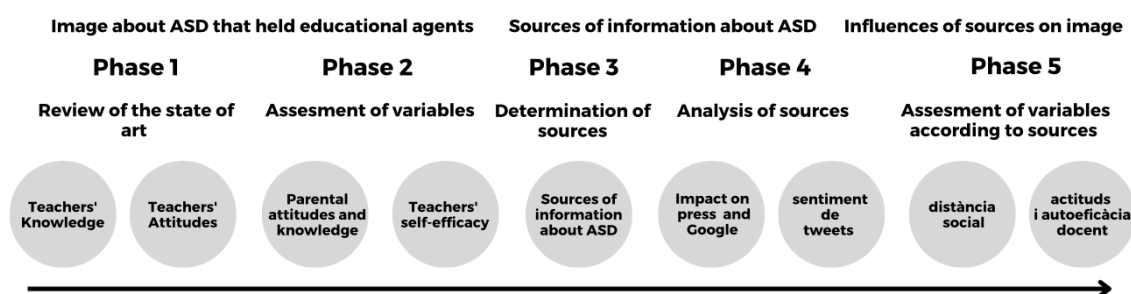 Image about ASD that held educational agents
Sources of information about ASD
Influences of sources on image
Phase 1
Phase 2
Phase 3
Phase 4
Phase 5
Review of the state of
art
Assesment of variables
Determination of
sources
Analysis of sources
Assesment of variables
according to sources
Teachers'
Knowledge
Teachers'
Attitudes
Parental
attitudes and
knowledge
Teachers'
self-efficacy
Sources of
information
about ASD
Impact on
press and
Google
sentiment
de
tweets
distància
social
actituds
i autoeficàcia
docent